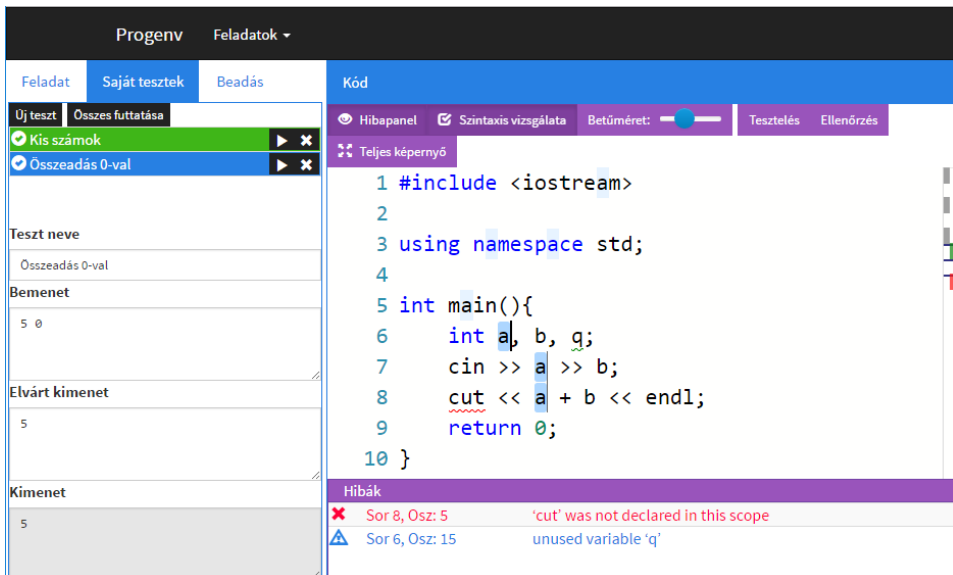 Progenv Feladatok
Feladat Saját tesztek Beadás
Új teszt Összes futtatása
Kis számok
Összeadás 0-val
Teszt neve
Összeadás 0-val
Bemenet
5 0
Elvárt kimenet
5
Kimenet
5
Kód
Hibapanel Szintaxis vizsgálata Betűméret: Tesztelés Ellenőrzés
Teljes képernyő
1 #include <iostream>
2
3 using namespace std;
4
5 int main(){
6 int a, b, q;
7 cin >> a >> b;
8 cut << a + b << endl;
9 return 0;
10 }
Hibák
Sor 8, Osz: 5 ‘cut’ was not declared in this scope
Sor 6, Osz: 15 unused variable ‘q’